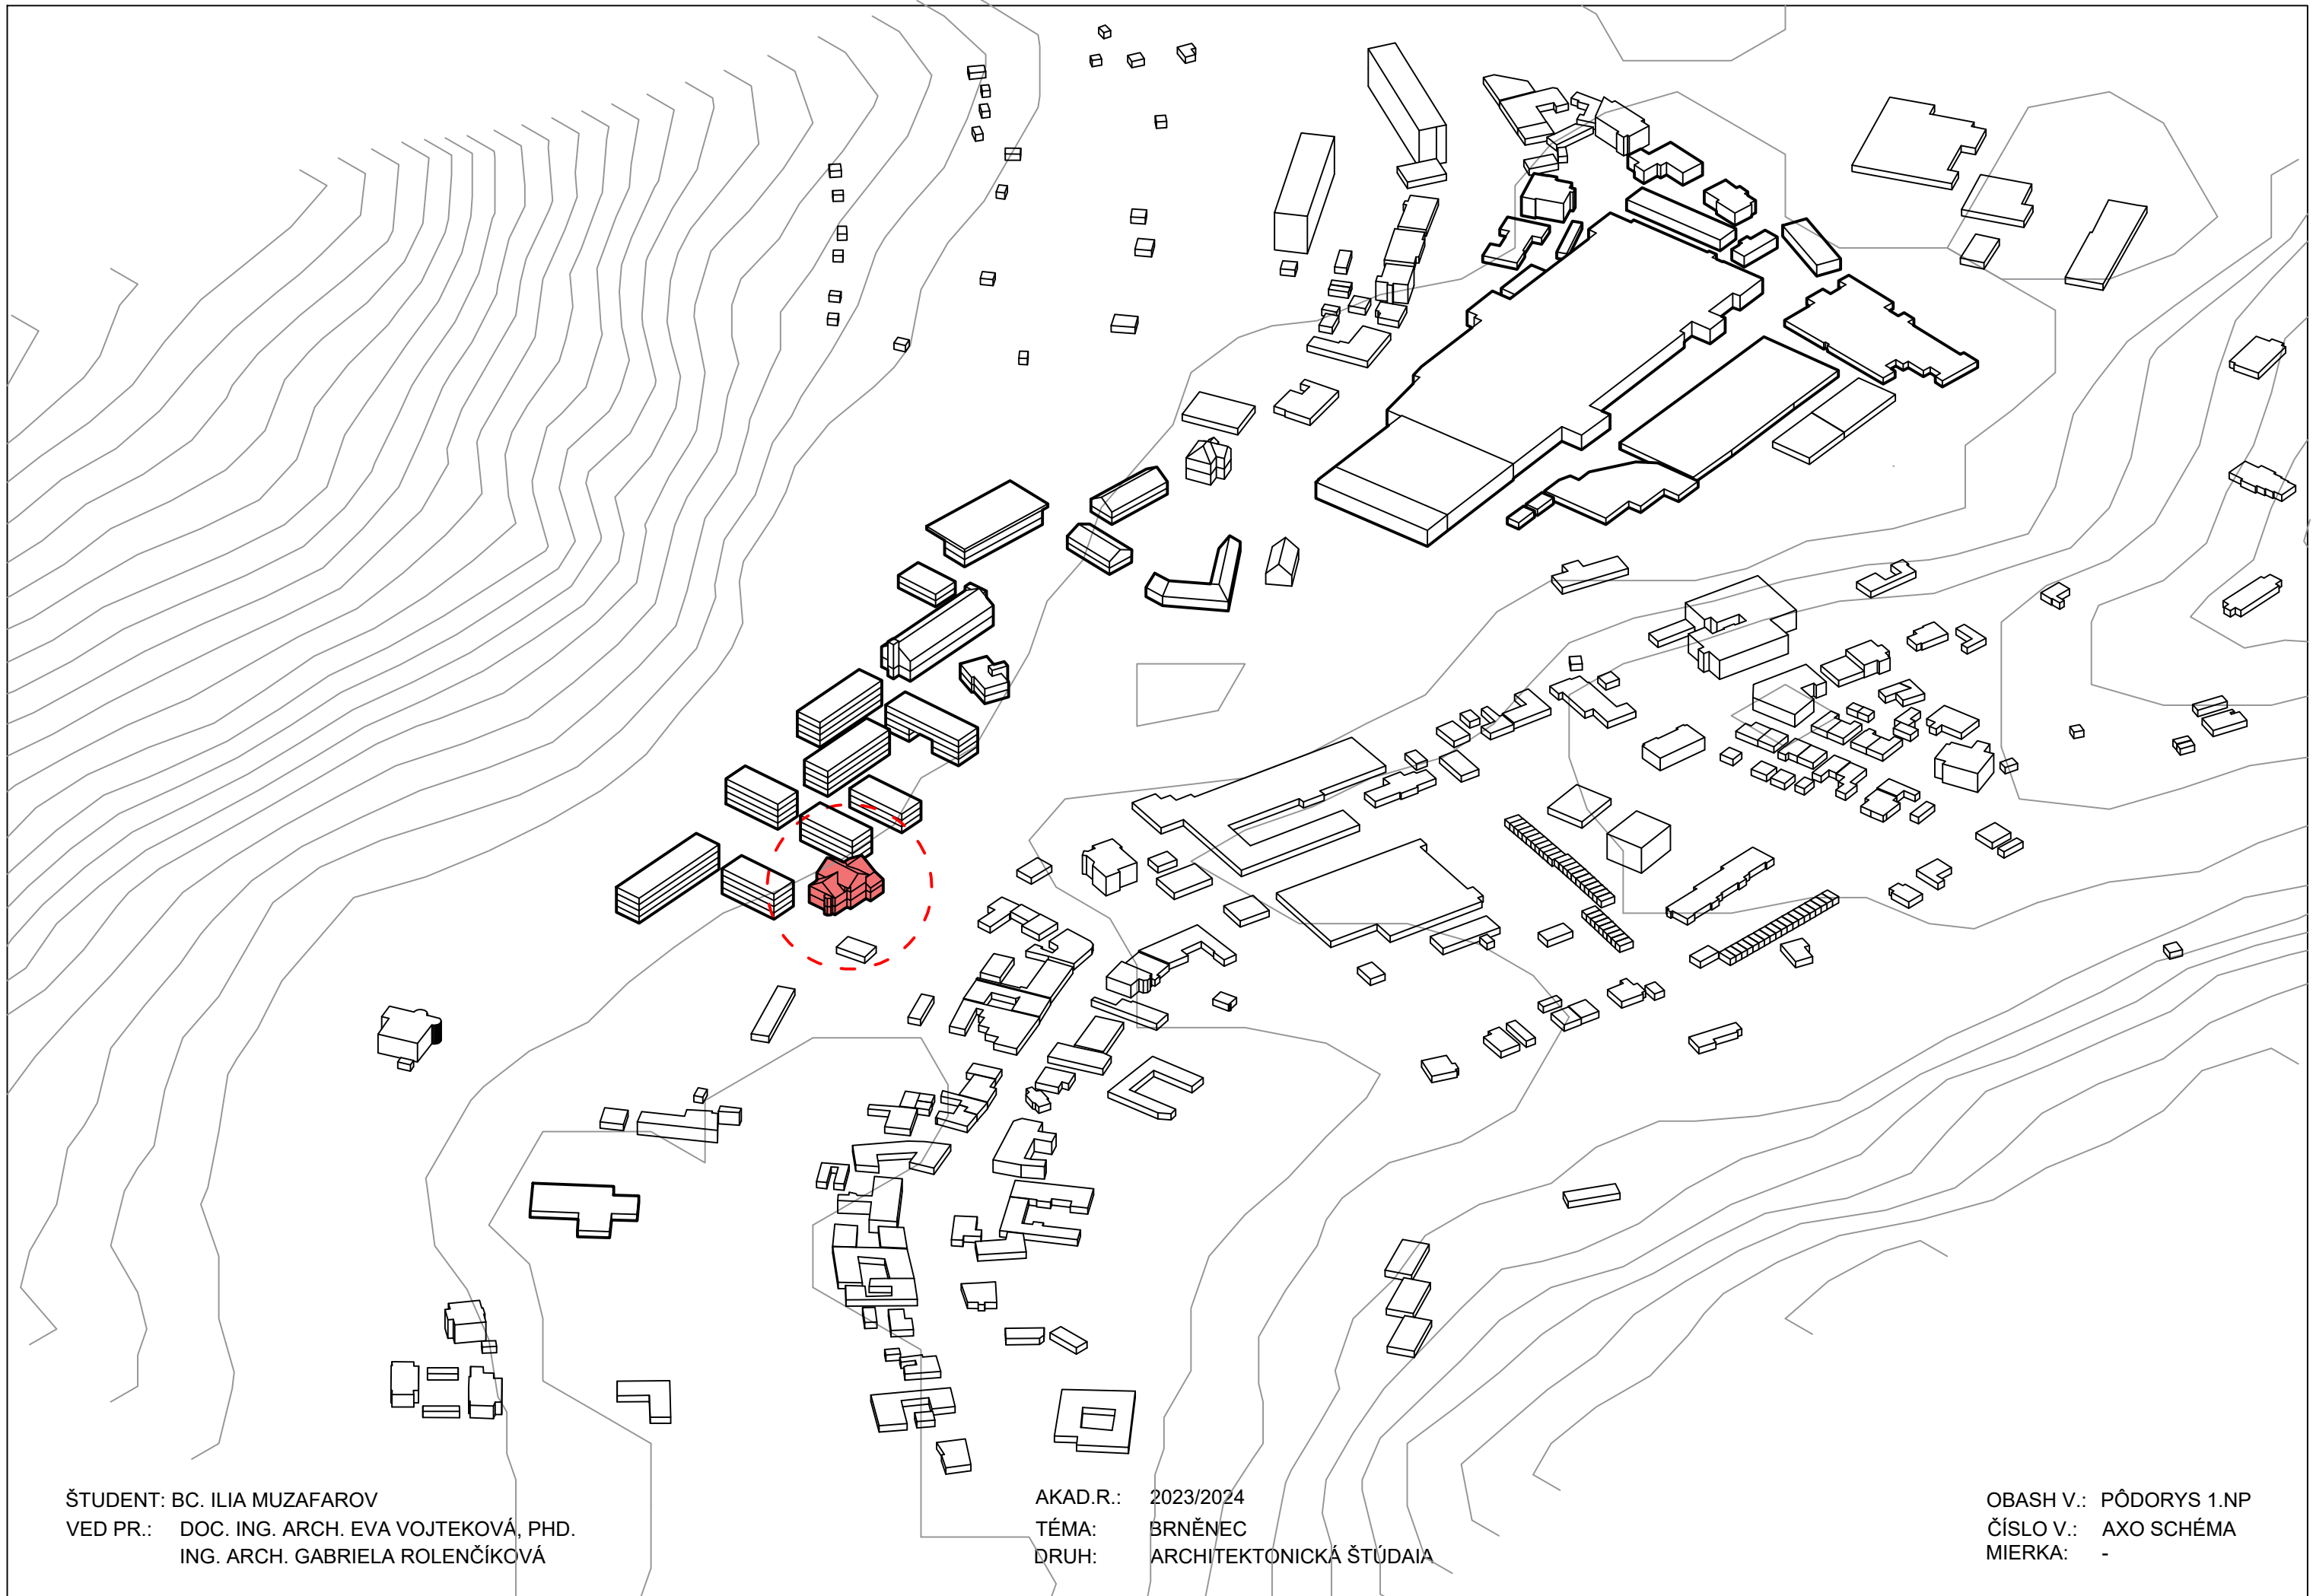 ŠTUDENT: BC. ILIA MUZAFAROV
VED PR.: DOC. ING. ARCH. EVA VOJTEKOVÁ, PHD.
ING. ARCH. GABRIELA ROLENČÍKOVÁ
AKAD.R.: 2023/2024
TÉMA: BRNĚNEC
DRUH: ARCHITEKTONICKÁ ŠTÚDAIA
OBASH V.: PÔDORYS 1.NP
ČÍSLO V.: AXO SCHÉMA
MIERKA: -